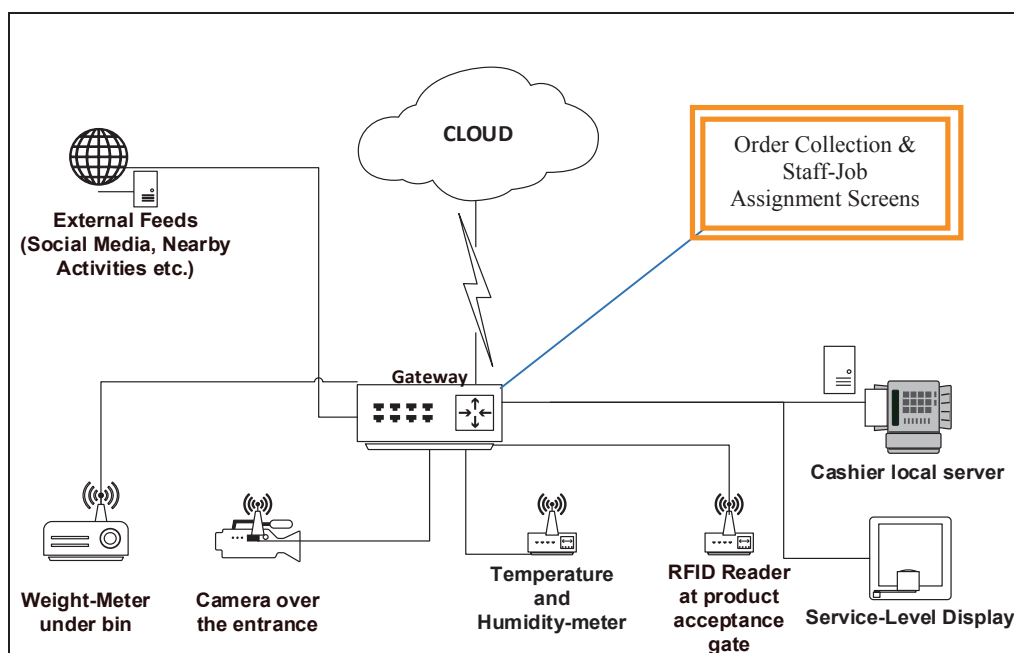 CLOUD
Order Collection &
Staff-Job
Assignment Screens
External Feeds
(Social Media, Nearby
Activities etc.)
Gateway
Cashier local server
Weight-Meter
under bin
Camera over
the entrance
Temperature
and
Humidity-meter
RFID Reader
at product
acceptance
gate
Service-Level Display